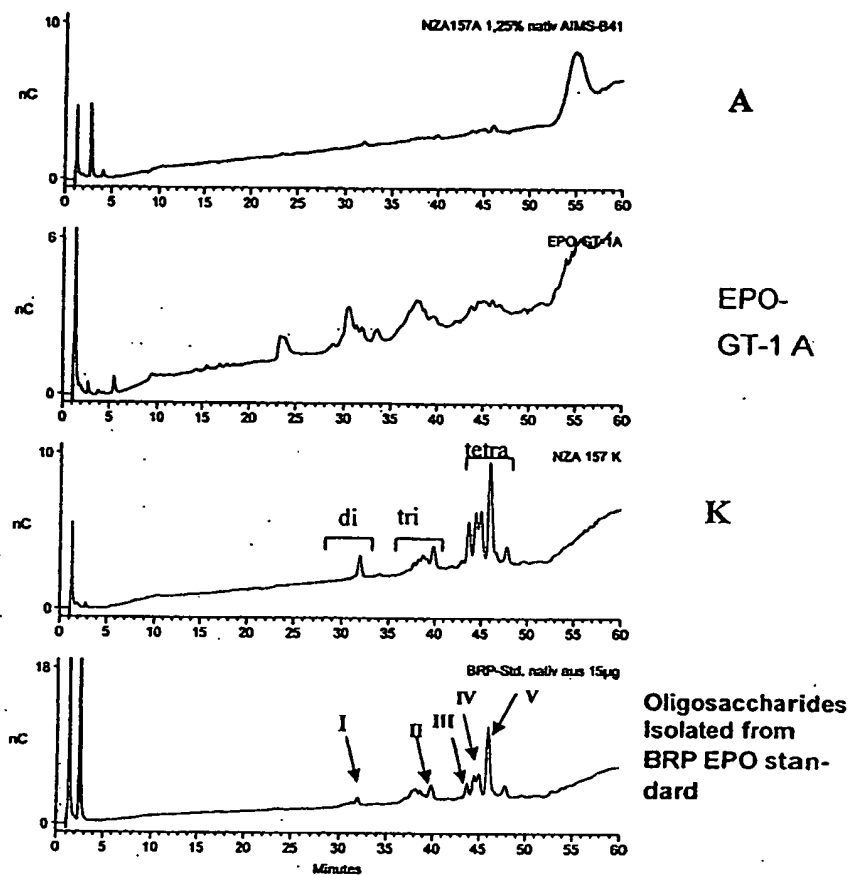 10
NZA157A 1,25% nativ AIMS-B41
nC
0
0 5 10 15 20 25 30 35 40 45 50 55 60
A
6
EPO-GT-1A
nC
0
0 5 10 15 20 25 30 35 40 45 50 55 60
EPO-
GT-1 A
10
tetra
NZA 157 K
nC
di
tri
0
0 5 10 15 20 25 30 35 40 45 50 55 60
K
18
BRP-Std. nativ aus 15µg
nC
I
II
III
IV
V
0
0 5 10 15 20 25 30 35 40 45 50 55 60
Minutes
Oligosaccharides
Isolated from
BRP EPO stan-
dard